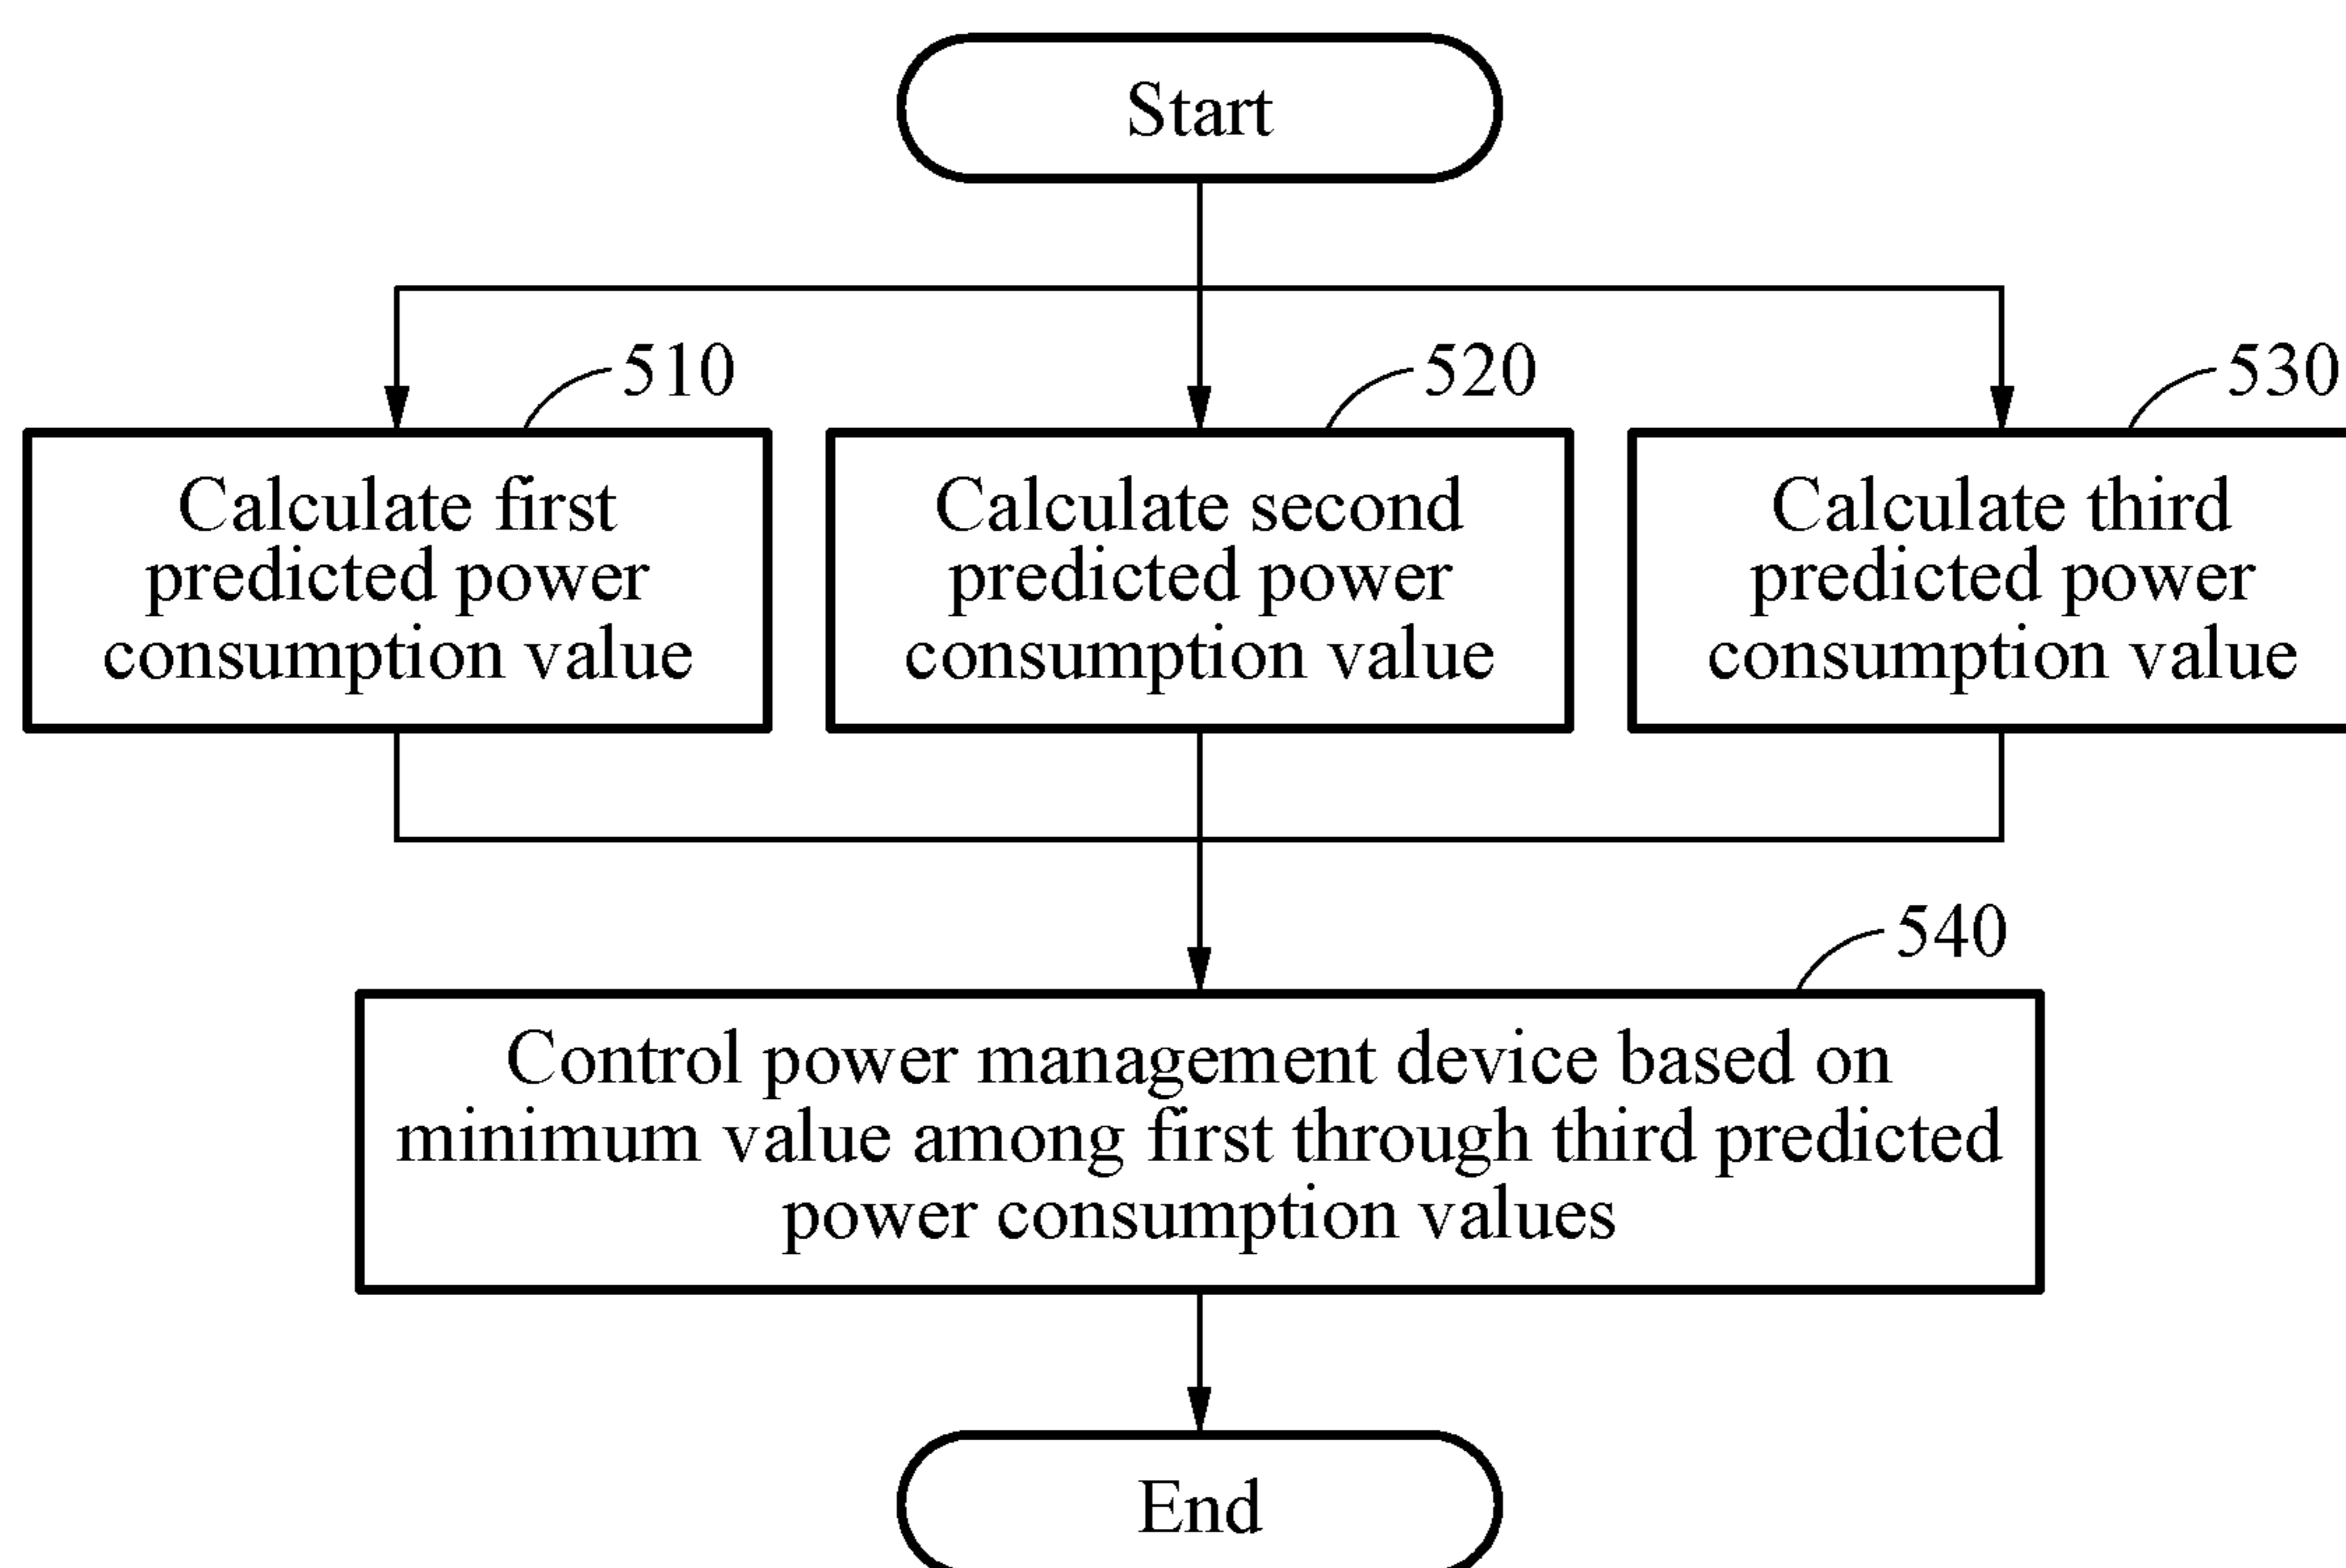 Start
510
520
530
Calculate first
predicted power
consumption value
Calculate second
predicted power
consumption value
Calculate third
predicted power
consumption value
540
Control power management device based on
minimum value among first through third predicted
power consumption values
End